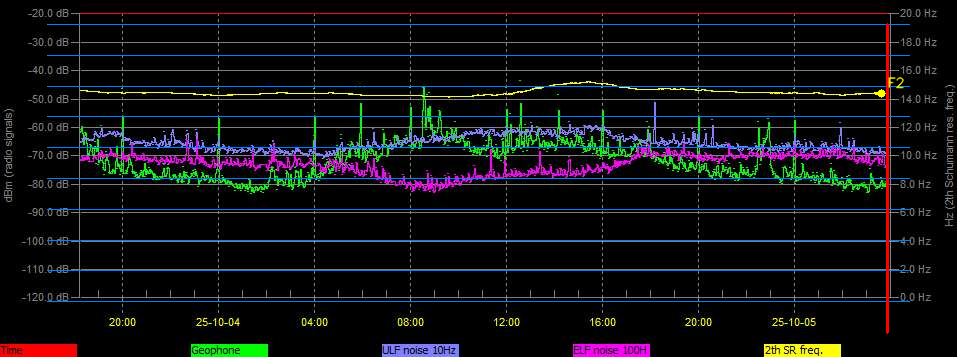 -20.0 dB 20.0 Hz
-30.0 dB 18.0 Hz
-40.0 dB 16.0 Hz
F2
-50.0 dB 14.0 Hz
-60.0 dB 12.0 Hz
-70.0 dB 10.0 Hz
-80.0 dB 8.0 Hz
-90.0 dB 6.0 Hz
-100.0 dB 4.0 Hz
-110.0 dB 2.0 Hz
-120.0 dB 0.0 Hz
dBm (radio signals)
Hz (2th Schumann res. freq.)
20:00 25-10-04 04:00 08:00 12:00 16:00 20:00 25-10-05
Time Geophone ULF noise 10Hz ELF noise 100H 2th SR freq.